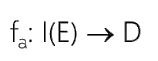 fₐ: I(E) → D